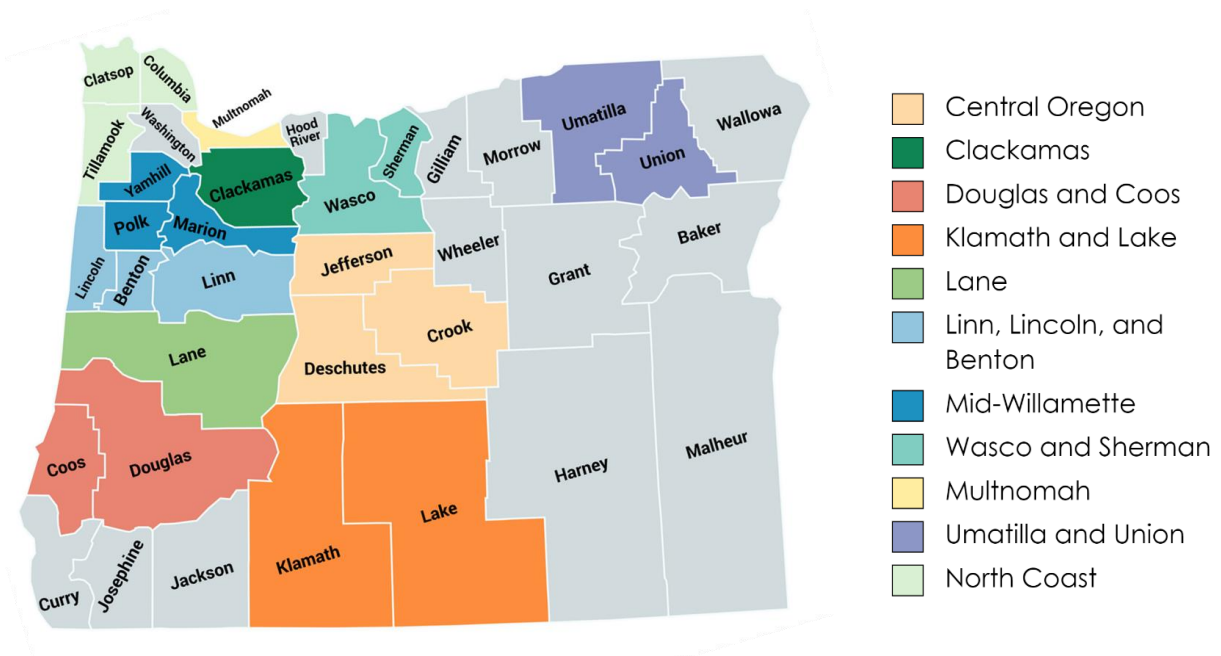 Clatsop
Columbia
Multnomah
Tillamook
Washington
Hood
River
Yamhill
Clackamas
Wasco
Sherman
Gilliam
Morrow
Umatilla
Union
Wallowa
Polk
Marion
Lincoln
Benton
Linn
Jefferson
Wheeler
Grant
Baker
Lane
Deschutes
Crook
Coos
Douglas
Klamath
Lake
Harney
Malheur
Curry
Josephine
Jackson
Central Oregon
Clackamas
Douglas and Coos
Klamath and Lake
Lane
Linn, Lincoln, and
Benton
Mid-Willamette
Wasco and Sherman
Multnomah
Umatilla and Union
North Coast